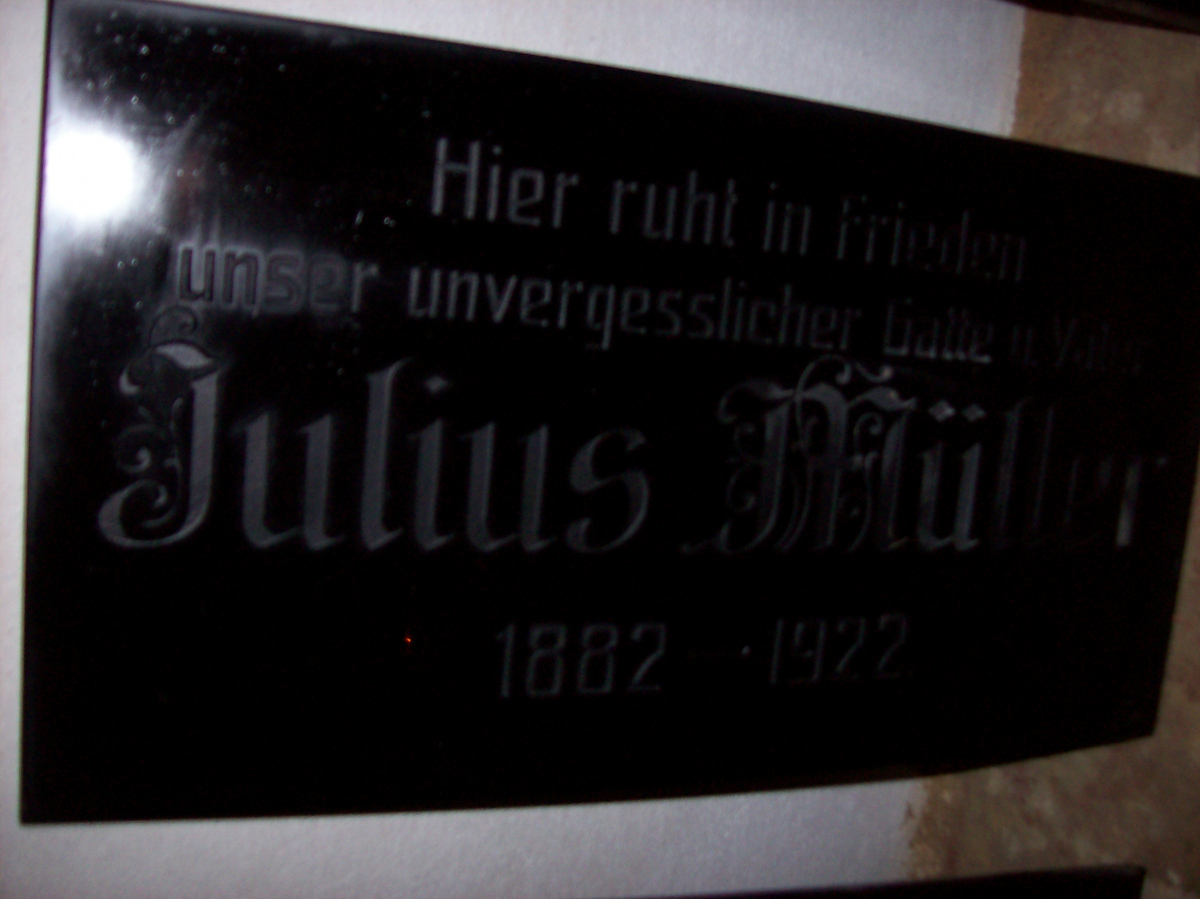 Hier ruht in Frieden
unser unvergesslicher Gatte u. Vater
Julius Müller
1882 — 1922.